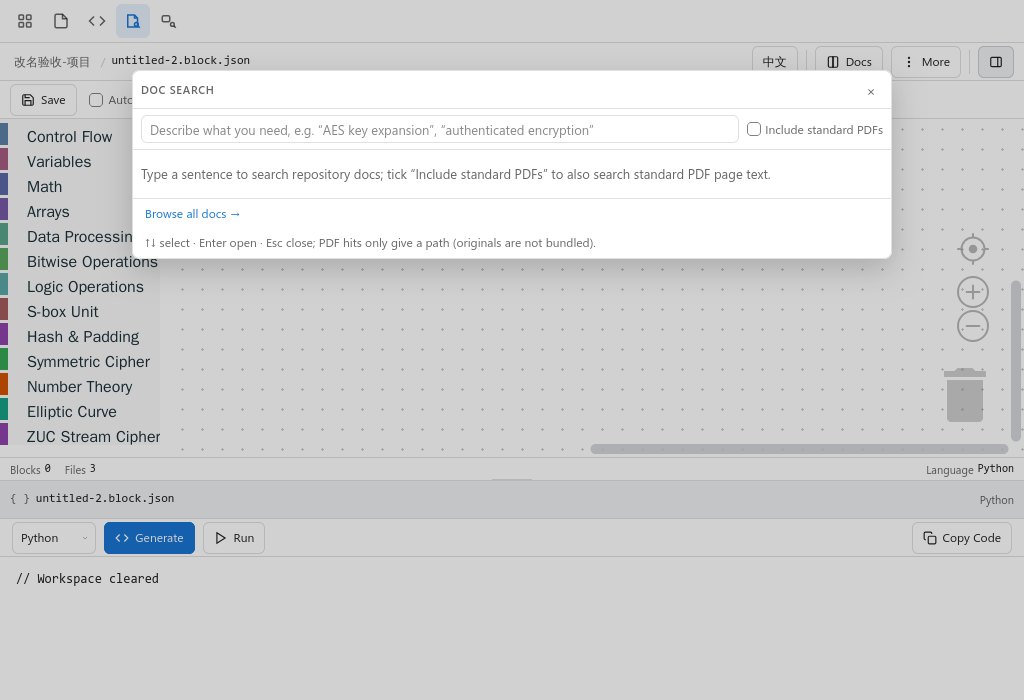 改名验收-项目 / untitled-2.block.json
中文
Docs
More
DOC SEARCH
×
Save
Auto
Describe what you need, e.g. “AES key expansion”, “authenticated encryption”
Include standard PDFs
Type a sentence to search repository docs; tick “Include standard PDFs” to also search standard PDF page text.
Browse all docs →
↑↓ select · Enter open · Esc close; PDF hits only give a path (originals are not bundled).
Control Flow
Variables
Math
Arrays
Data Processin
Bitwise Operations
Logic Operations
S-box Unit
Hash & Padding
Symmetric Cipher
Number Theory
Elliptic Curve
ZUC Stream Cipher
Blocks 0 Files 3
Language Python
{ } untitled-2.block.json
Python
Python
Generate
Run
Copy Code
// Workspace cleared